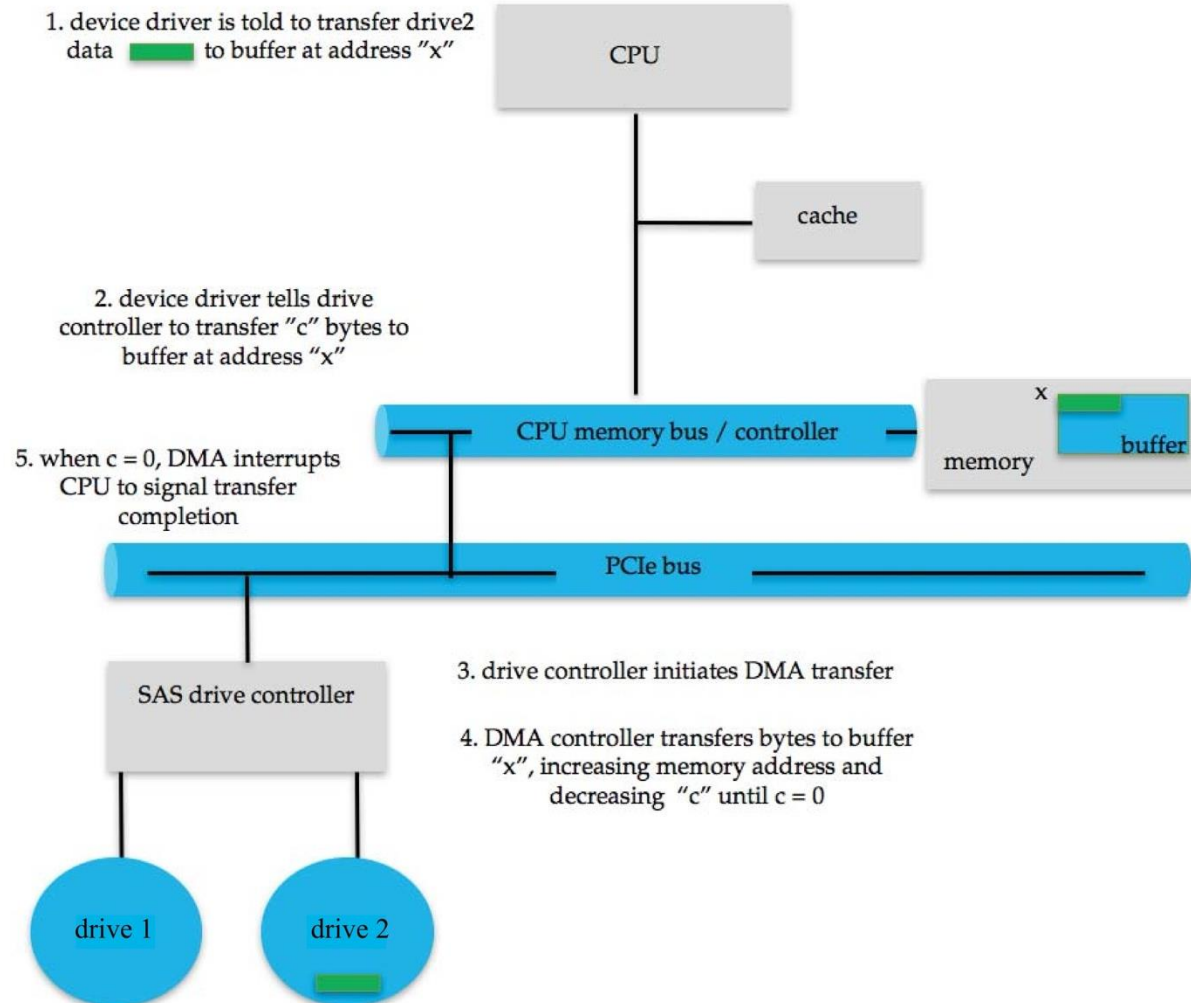 1. device driver is told to transfer drive2
data to buffer at address "x"
CPU
cache
2. device driver tells drive
controller to transfer "c" bytes to
buffer at address "x"
CPU memory bus / controller
x
buffer
memory
5. when c = 0, DMA interrupts
CPU to signal transfer
completion
PCIe bus
SAS drive controller
3. drive controller initiates DMA transfer
4. DMA controller transfers bytes to buffer
"x", increasing memory address and
decreasing "c" until c = 0
drive 1
drive 2